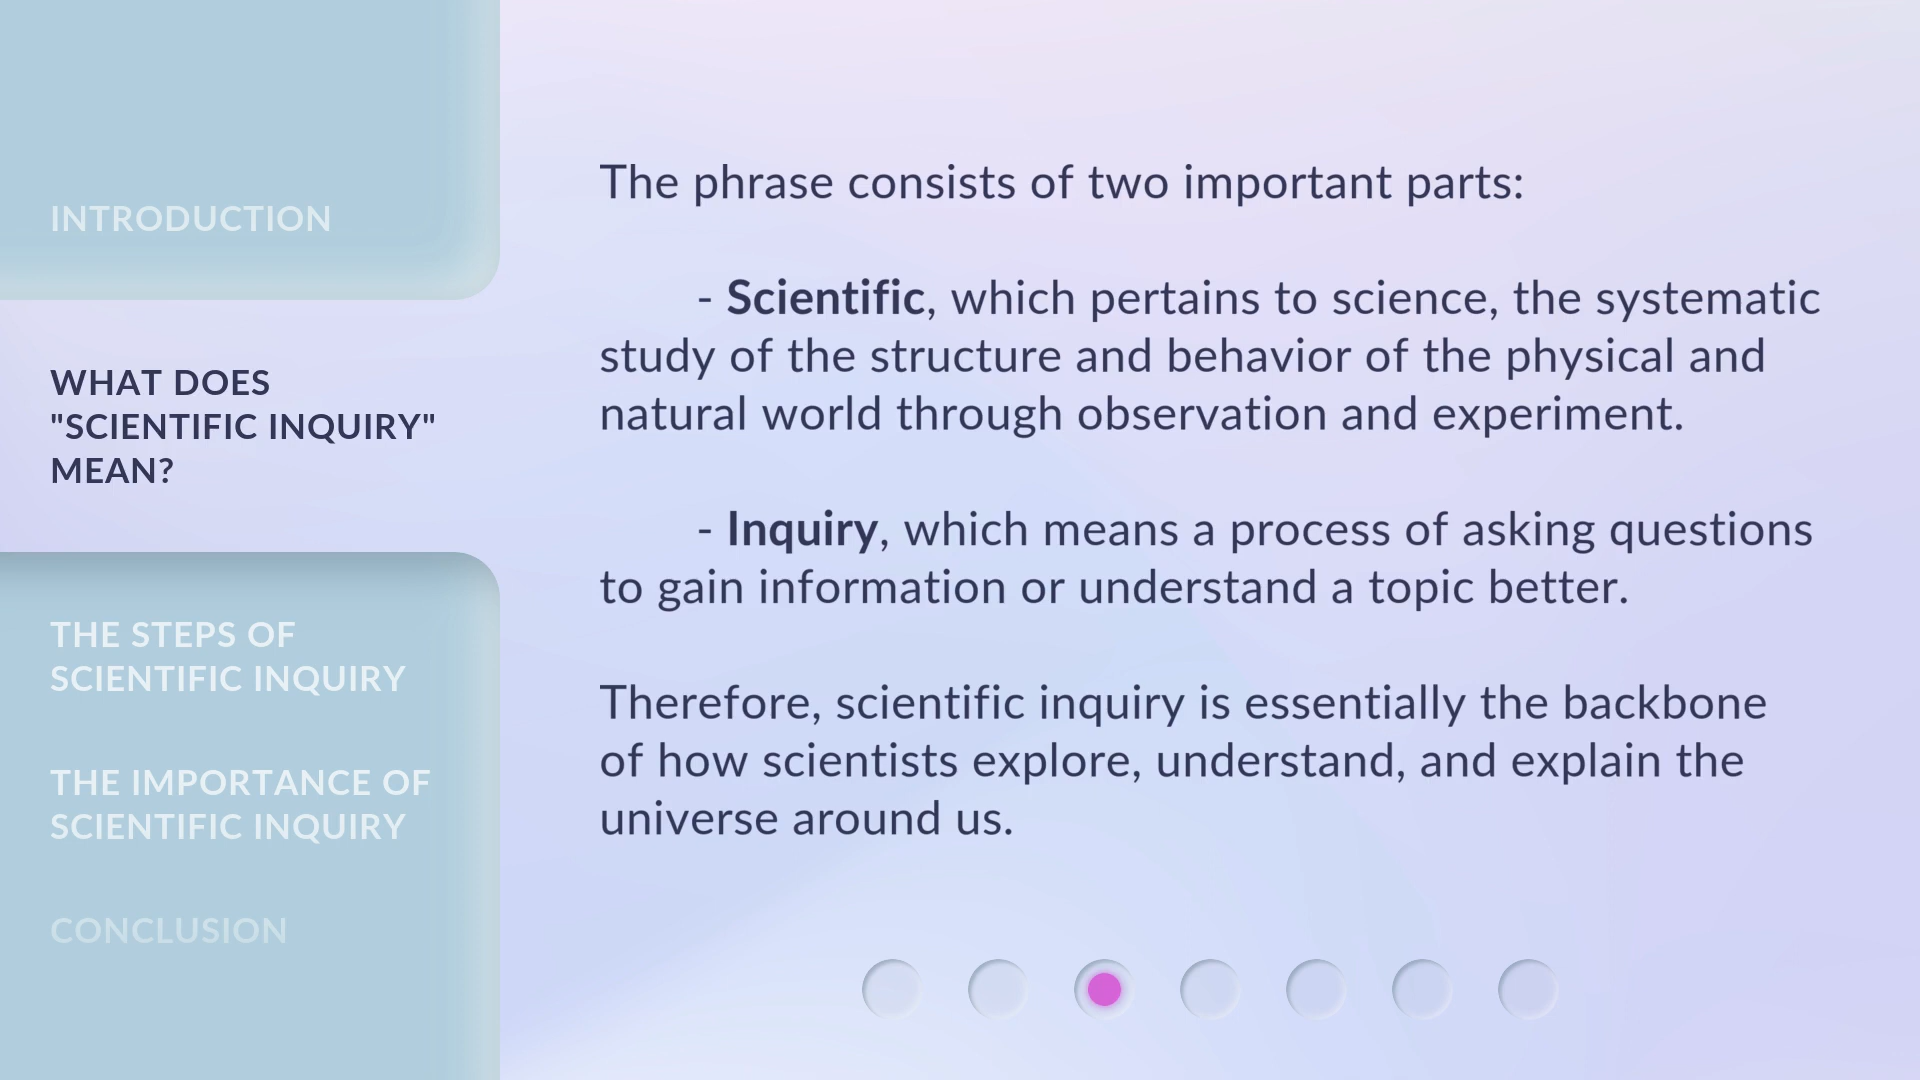 INTRODUCTION
WHAT DOES
"SCIENTIFIC INQUIRY"
MEAN?
THE STEPS OF
SCIENTIFIC INQUIRY
THE IMPORTANCE OF
SCIENTIFIC INQUIRY
CONCLUSION
The phrase consists of two important parts:
- Scientific, which pertains to science, the systematic
study of the structure and behavior of the physical and
natural world through observation and experiment.
- Inquiry, which means a process of asking questions
to gain information or understand a topic better.
Therefore, scientific inquiry is essentially the backbone
of how scientists explore, understand, and explain the
universe around us.